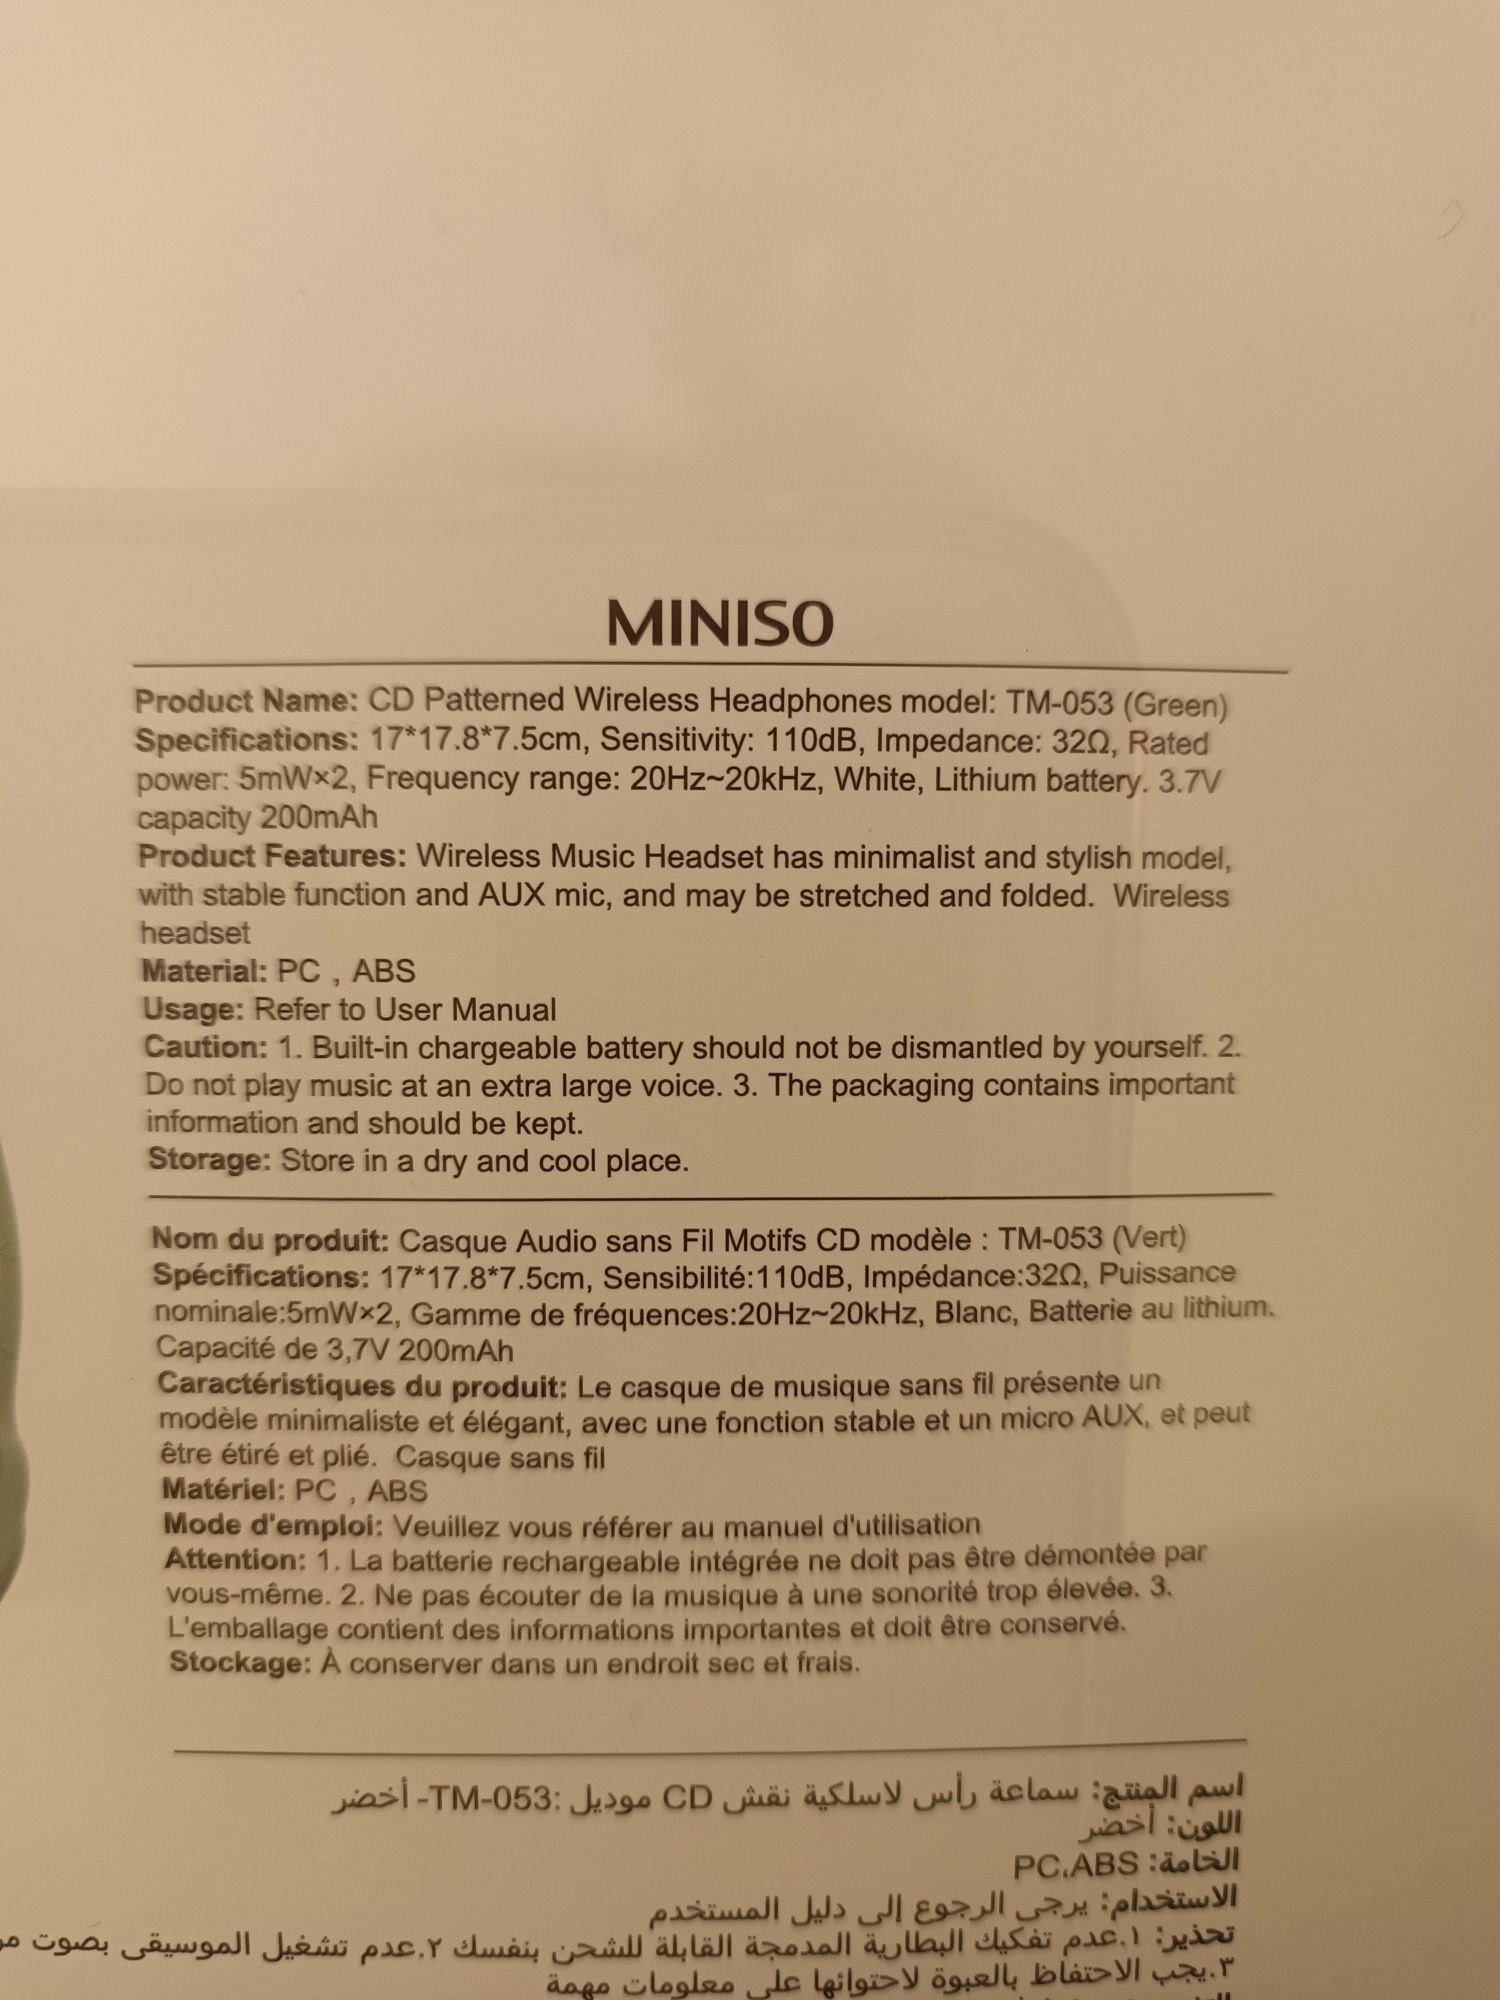 MINISO
Product Name: CD Patterned Wireless Headphones model: TM-053 (Green)
Specifications: 17*17.8*7.5cm, Sensitivity: 110dB, Impedance: 32Ω, Rated
power: 5mW×2, Frequency range: 20Hz~20kHz, White, Lithium battery. 3.7V
capacity 200mAh
Product Features: Wireless Music Headset has minimalist and stylish model,
with stable function and AUX mic, and may be stretched and folded.  Wireless
headset
Material: PC , ABS
Usage: Refer to User Manual
Caution: 1. Built-in chargeable battery should not be dismantled by yourself. 2.
Do not play music at an extra large voice. 3. The packaging contains important
information and should be kept.
Storage: Store in a dry and cool place.
Nom du produit: Casque Audio sans Fil Motifs CD modèle : TM-053 (Vert)
Spécifications: 17*17.8*7.5cm, Sensibilité:110dB, Impédance:32Ω, Puissance
nominale:5mW×2, Gamme de fréquences:20Hz~20kHz, Blanc, Batterie au lithium.
Capacité de 3,7V 200mAh
Caractéristiques du produit: Le casque de musique sans fil présente un
modèle minimaliste et élégant, avec une fonction stable et un micro AUX, et peut
être étiré et plié.  Casque sans fil
Matériel: PC , ABS
Mode d'emploi: Veuillez vous référer au manuel d'utilisation
Attention: 1. La batterie rechargeable intégrée ne doit pas être démontée par
vous-même. 2. Ne pas écouter de la musique à une sonorité trop élevée. 3.
L'emballage contient des informations importantes et doit être conservé.
Stockage: À conserver dans un endroit sec et frais.
اسم المنتج: سماعة رأس لاسلكية نقش CD موديل :TM-053- أخضر
اللون: أخضر
الخامة: PC،ABS
الاستخدام: يرجى الرجوع إلى دليل المستخدم
تحذير: ١.عدم تفكيك البطارية المدمجة القابلة للشحن بنفسك ٢.عدم تشغيل الموسيقى بصوت
٣.يجب الاحتفاظ بالعبوة لاحتوائها على معلومات مهمة